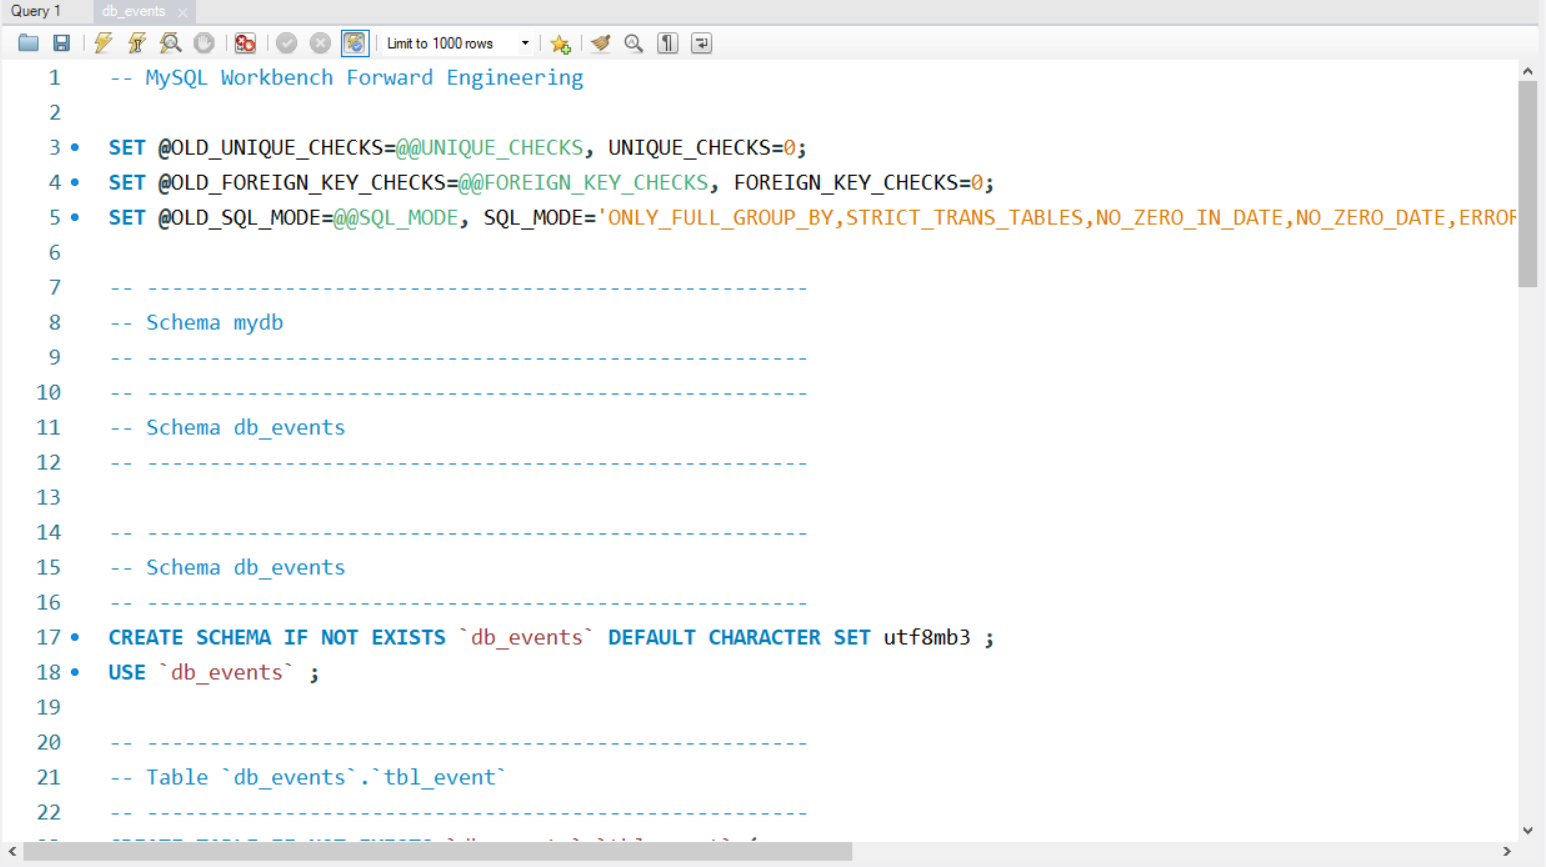 Query 1
db_events
Limit to 1000 rows
1 -- MySQL Workbench Forward Engineering
2
3 SET @OLD_UNIQUE_CHECKS=@@UNIQUE_CHECKS, UNIQUE_CHECKS=0;
4 SET @OLD_FOREIGN_KEY_CHECKS=@@FOREIGN_KEY_CHECKS, FOREIGN_KEY_CHECKS=0;
5 SET @OLD_SQL_MODE=@@SQL_MODE, SQL_MODE='ONLY_FULL_GROUP_BY,STRICT_TRANS_TABLES,NO_ZERO_IN_DATE,NO_ZERO_DATE,ERROR
6
7 -- -----------------------------------------------------
8 -- Schema mydb
9 -- -----------------------------------------------------
10 -- -----------------------------------------------------
11 -- Schema db_events
12 -- -----------------------------------------------------
13
14 -- -----------------------------------------------------
15 -- Schema db_events
16 -- -----------------------------------------------------
17 CREATE SCHEMA IF NOT EXISTS `db_events` DEFAULT CHARACTER SET utf8mb3 ;
18 USE `db_events` ;
19
20 -- -----------------------------------------------------
21 -- Table `db_events`.`tbl_event`
22 -- -----------------------------------------------------